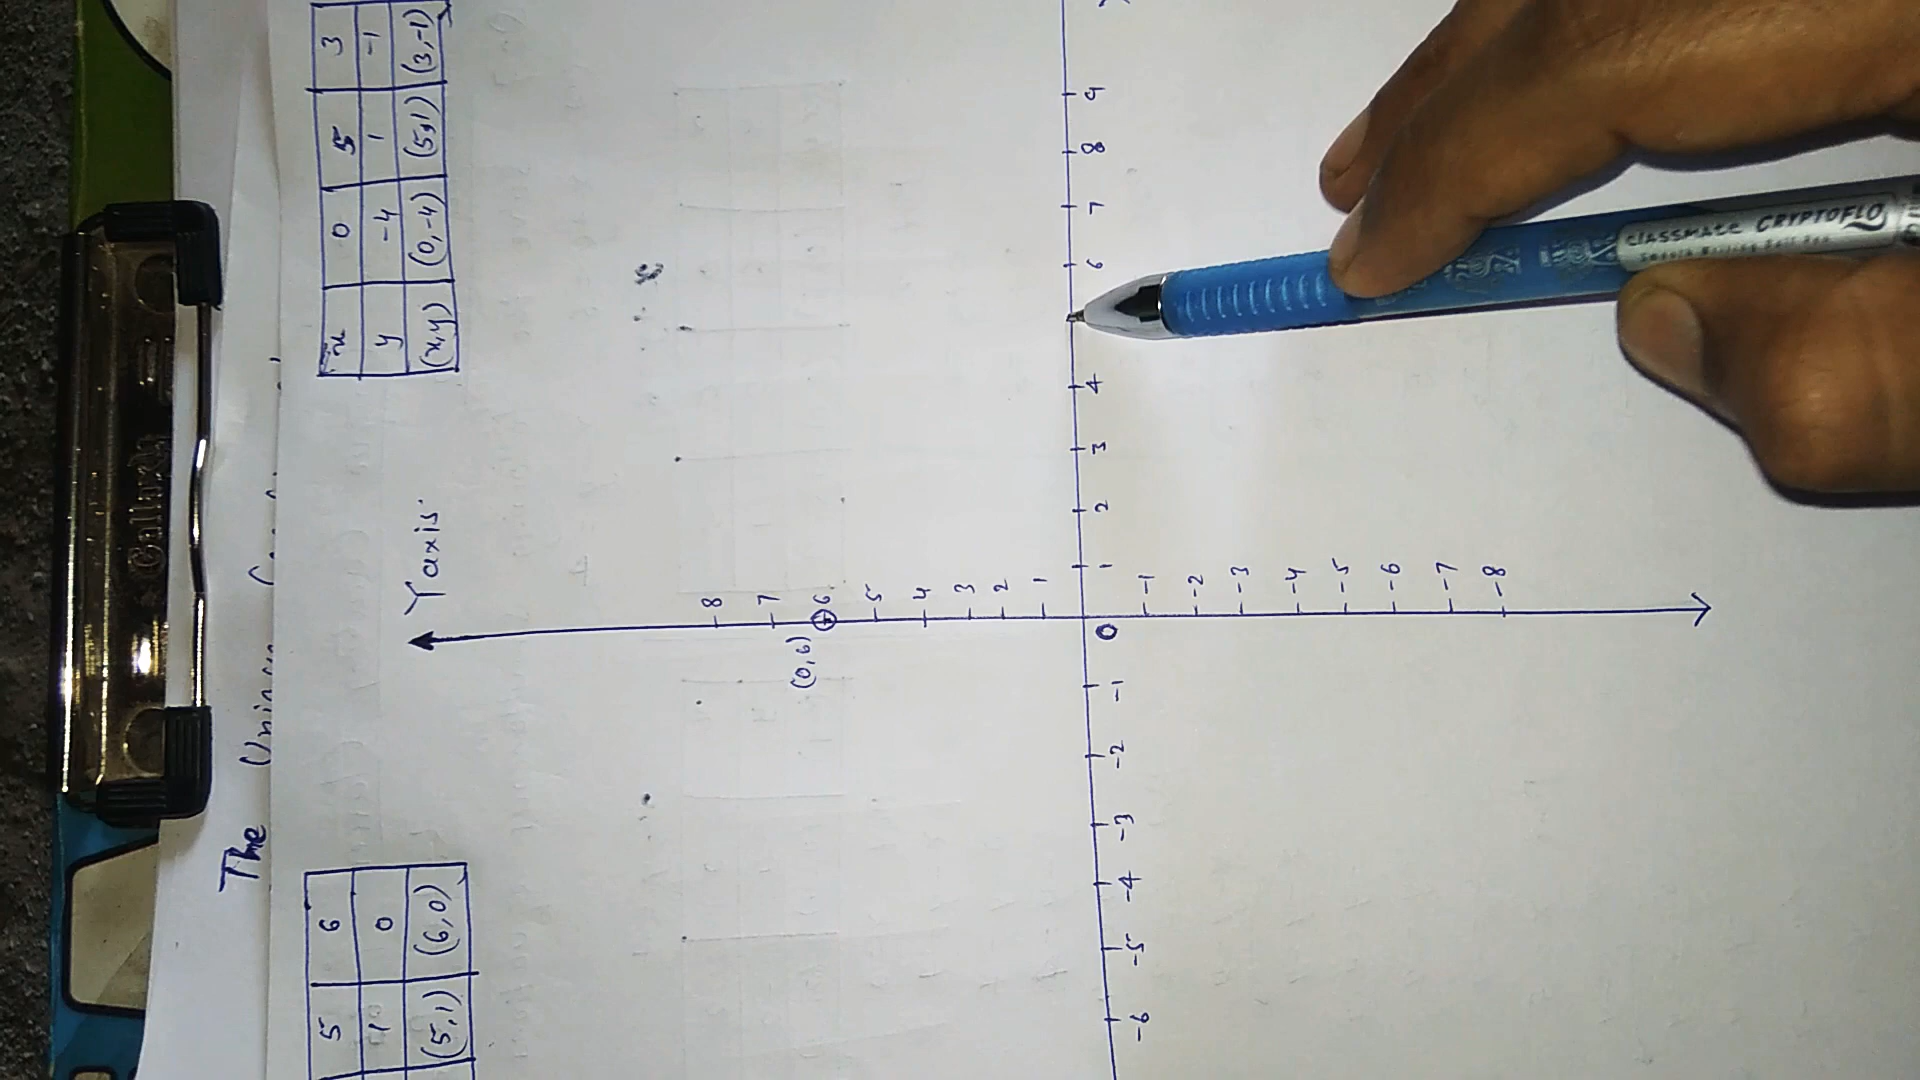 The
x 0 5 3
y -4 1 -1
(x,y) (0,-4) (5,1) (3,-1)
5 6
1 0
(5,1) (6,0)
Y axis
8
7
(0,6) 6
5
4
3
2
1
-6 -5 -4 -3 -2 -1 0 1 2 3 4 6 7 8 9
-1
-2
-3
-4
-5
-6
-7
-8
CLASSMATE CRYPTOFLO